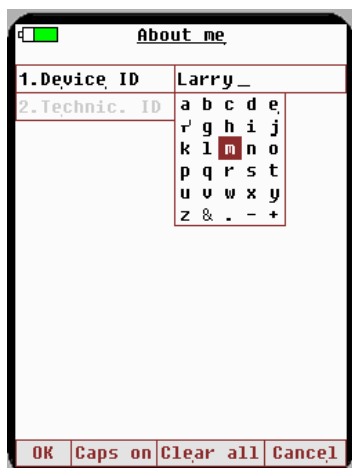 About me
1.Device ID
Larry_
2.Technic. ID
a b c d e
f g h i j
k l m n o
p q r s t
u v w x y
z & . - +
OK Caps on Clear all Cancel